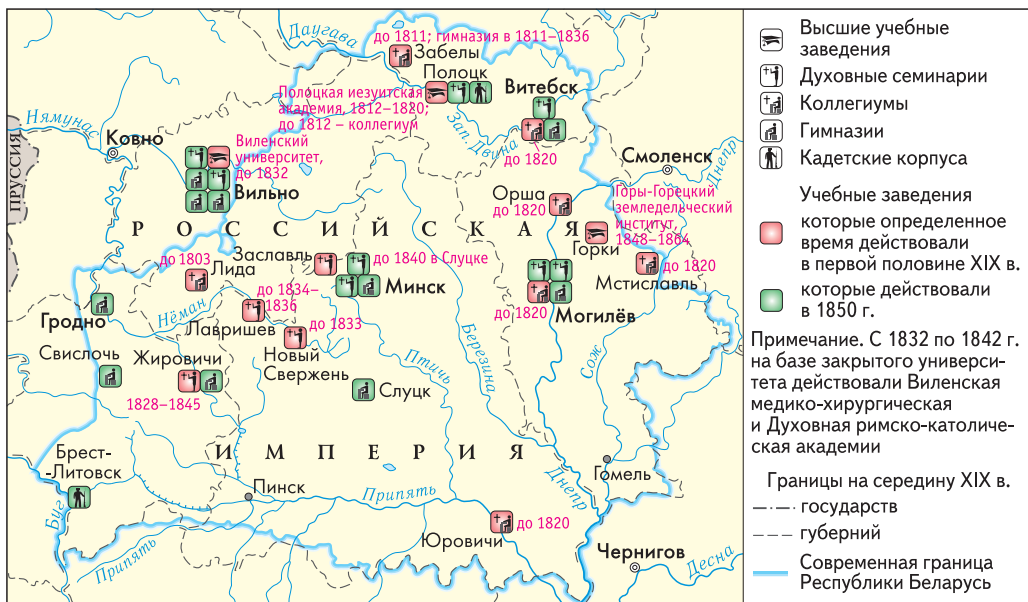 Даугава
до 1811; гимназия в 1811–1836
Забелы
Полоцк
Полоцкая иезуитская
академия, 1812–1820;
до 1812 – коллегиум
Витебск
Зап. Двина
до 1820
Нямунас
Ковно
ПРУССИЯ
Виленский
университет,
до 1832
Вильно
Смоленск
Днепр
Орша
до 1820
Горы-Горецкий
земледельческий
институт,
1848–1864
Горки
РОССИЙСКАЯ
до 1803
Лида
Заславль
до 1840 в Слуцке
Минск
до 1820
Мстиславль
до 1820
Могилёв
Гродно
Нёман
до 1834–
1836
Лавришев
до 1833
Новый
Свержень
Свислочь
Жировичи
1828–1845
Слуцк
Птичь
Березина
Сож
ИМПЕРИЯ
Брест-
-Литовск
Буг
Пинск
Припять
Припять
Днепр
Гомель
до 1820
Юровичи
Чернигов
Десна
Высшие учебные
заведения
Духовные семинарии
Коллегиумы
Гимназии
Кадетские корпуса
Учебные заведения
которые определенное
время действовали
в первой половине XIX в.
которые действовали
в 1850 г.
Примечание. С 1832 по 1842 г.
на базе закрытого универси-
тета действовали Виленская
медико-хирургическая
и Духовная римско-католиче-
ская академии
Границы на середину XIX в.
государств
губерний
Современная граница
Республики Беларусь